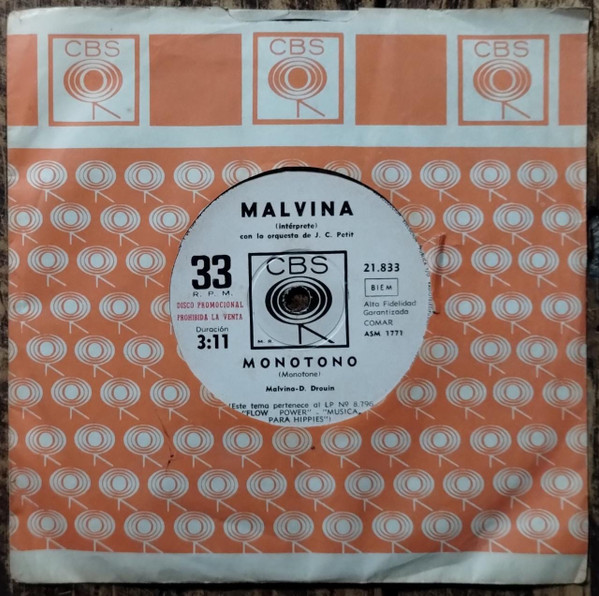 CBS
CBS
CBS
MALVINA
(intérprete)
con la orquesta de J. C. Petit
33
R. P. M.
DISCO PROMOCIONAL
PROHIBIDA LA VENTA
Duración
3:11
CBS
M. R.
21.833
BIEM
Alta Fidelidad
Garantizada
COMAR
ASM 1771
MONOTONO
(Monotone)
Malvina-D. Drouin
(Este tema pertenece al LP Nº 8.796
"FLOW POWER" - "MUSICA
PARA HIPPIES")